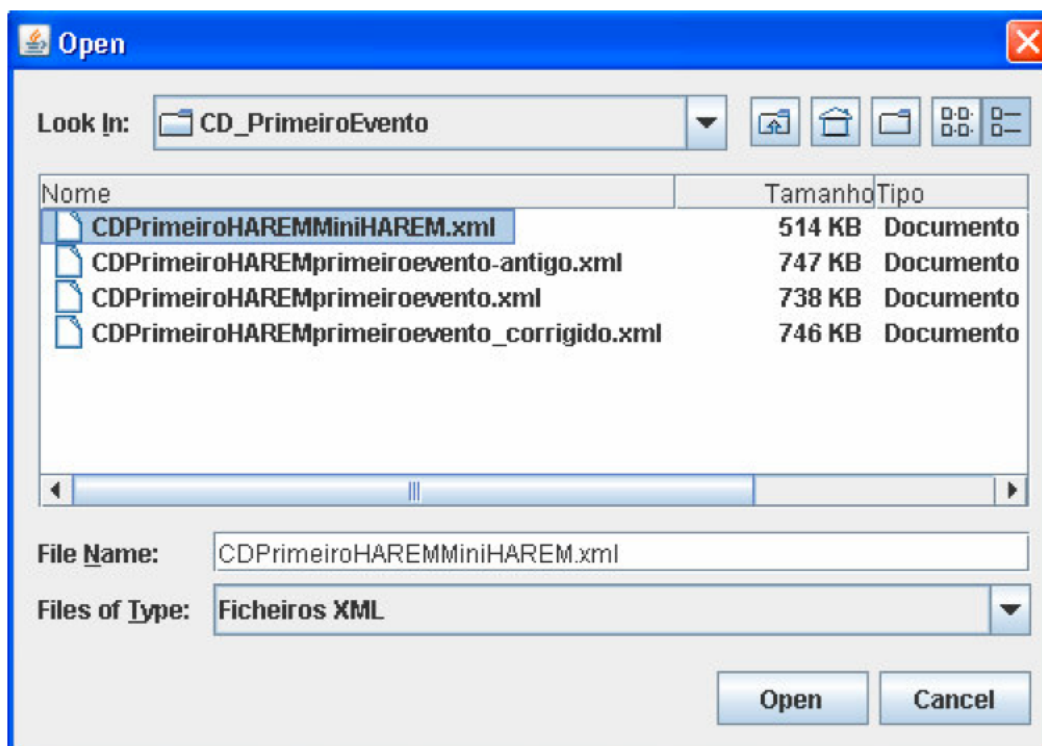 Open
Look In: CD_PrimeiroEvento
Nome Tamanho Tipo
CDPrimeiroHAREMMiniHAREM.xml 514 KB Documento
CDPrimeiroHAREMprimeiroevento-antigo.xml 747 KB Documento
CDPrimeiroHAREMprimeiroevento.xml 738 KB Documento
CDPrimeiroHAREMprimeiroevento_corrigido.xml 746 KB Documento
File Name: CDPrimeiroHAREMMiniHAREM.xml
Files of Type: Ficheiros XML
Open Cancel